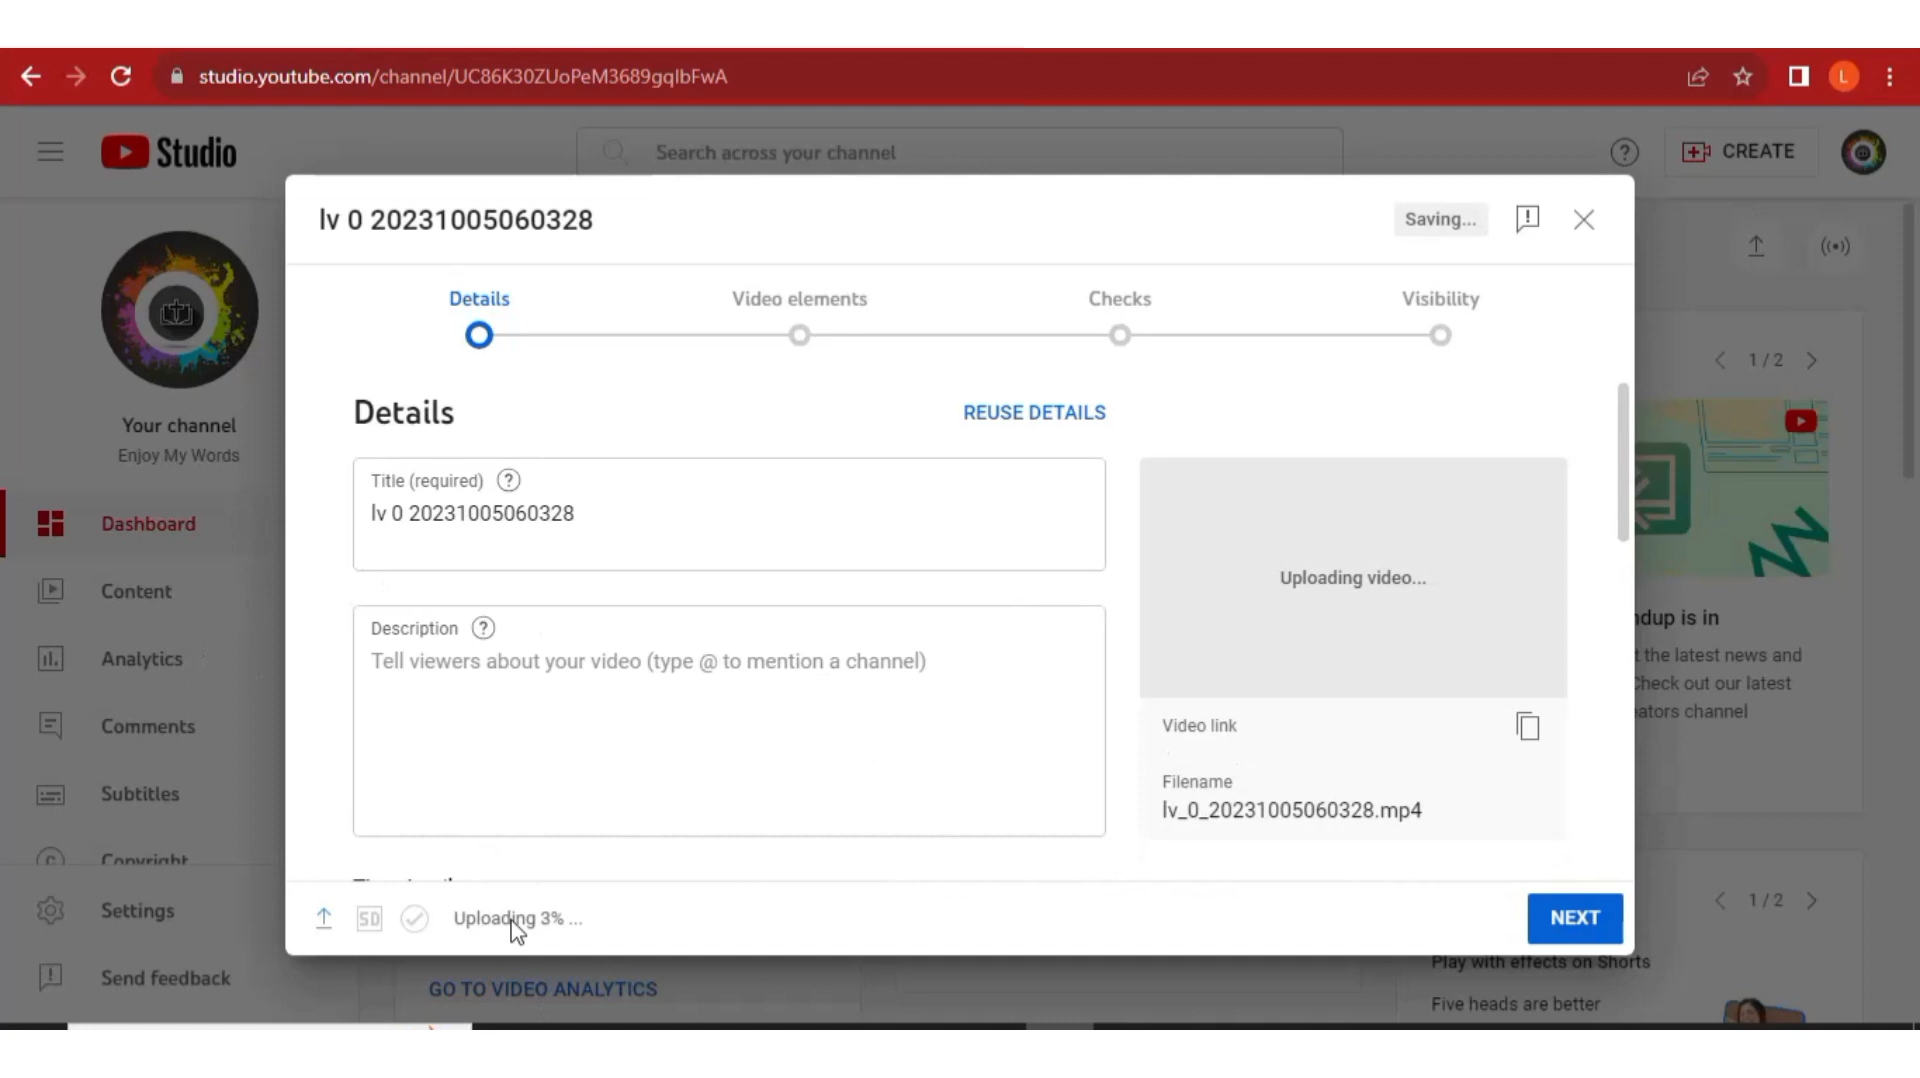 studio.youtube.com/channel/UC86K30ZUoPeM3689gqlbFwA
L
Studio
Search across your channel
CREATE
lv 0 20231005060328
Saving...
Details
Video elements
Checks
Visibility
Your channel
Enjoy My Words
Dashboard
Content
Analytics
Comments
Subtitles
Copyright
Settings
Send feedback
Details
REUSE DETAILS
Title (required)
lv 0 20231005060328
Description
Tell viewers about your video (type @ to mention a channel)
Uploading video...
Video link
Filename
lv_0_20231005060328.mp4
SD
Uploading 3% ...
NEXT
GO TO VIDEO ANALYTICS
1 / 2
ndup is in
t the latest news and
Check out our latest
ators channel
1 / 2
Play with effects on Shorts
Five heads are better